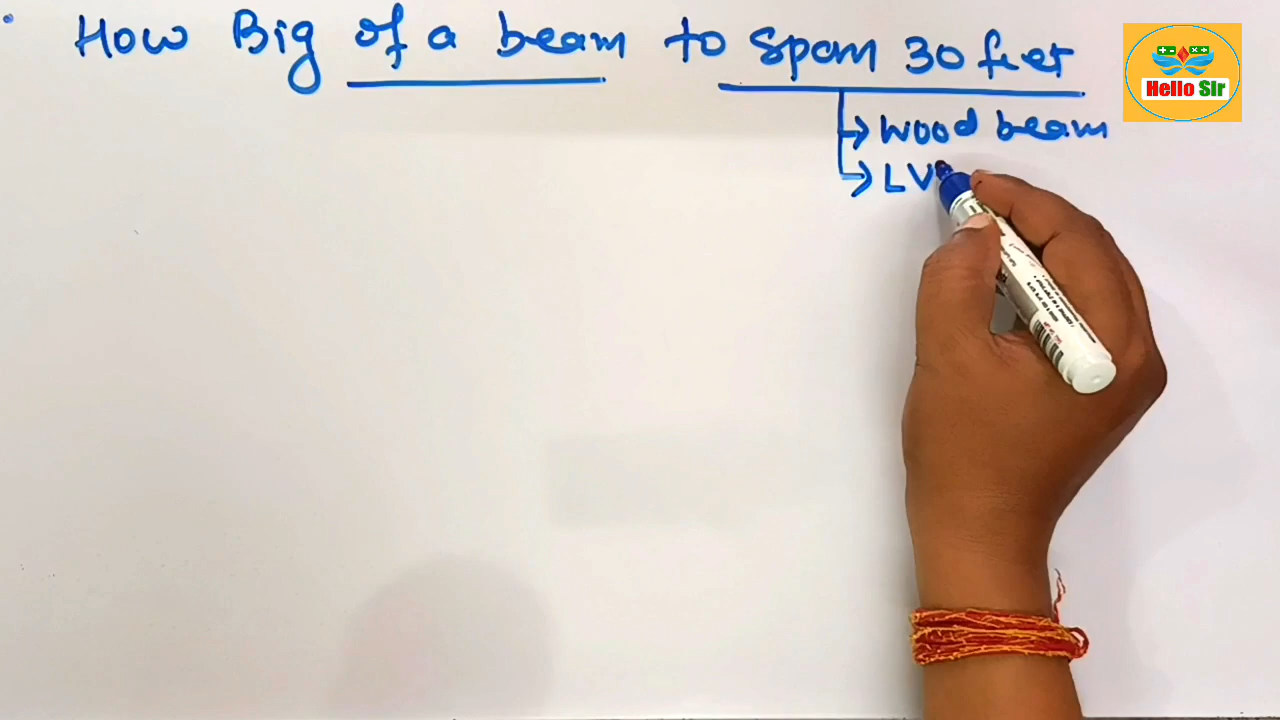 How Big of a beam to span 30 feet
Hello SIr
→ Wood beam
→ LV